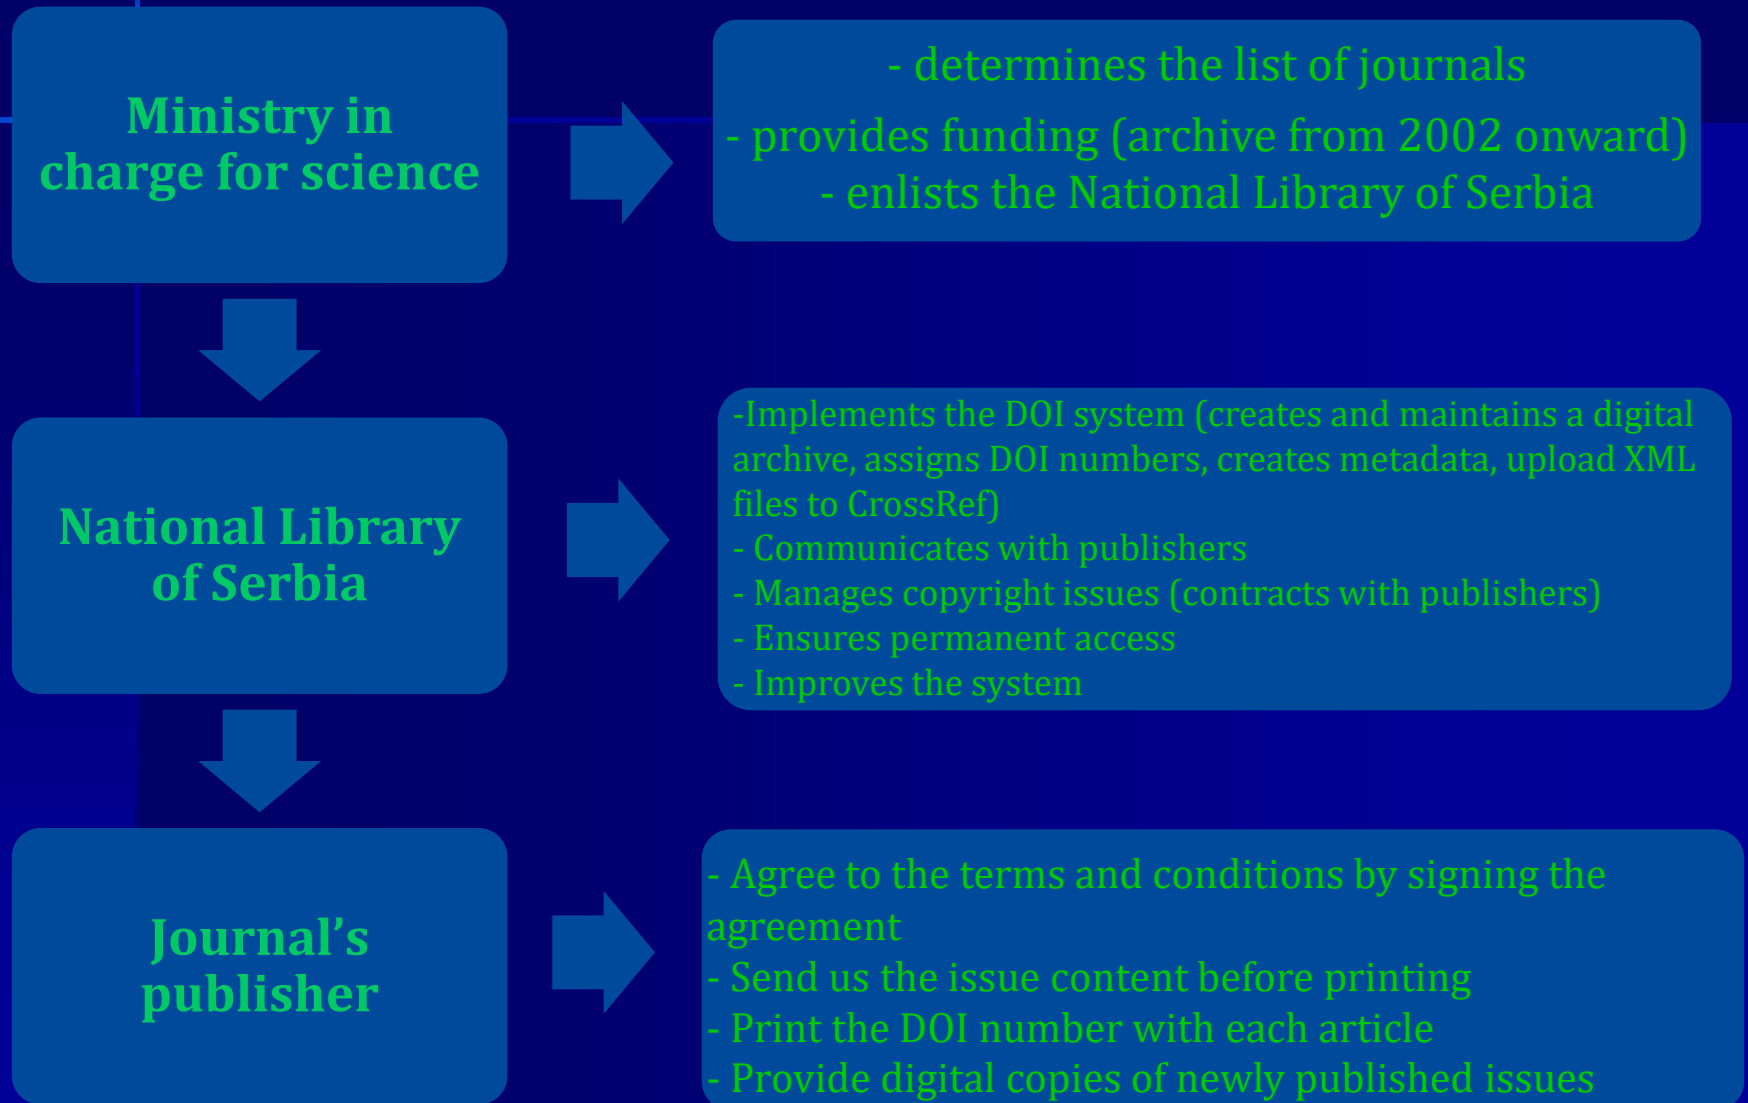 Ministry in
charge for science
- determines the list of journals
- provides funding (archive from 2002 onward)
- enlists the National Library of Serbia
National Library
of Serbia
-Implements the DOI system (creates and maintains a digital
archive, assigns DOI numbers, creates metadata, upload XML
files to CrossRef)
- Communicates with publishers
- Manages copyright issues (contracts with publishers)
- Ensures permanent access
- Improves the system
Journal’s
publisher
- Agree to the terms and conditions by signing the
agreement
- Send us the issue content before printing
- Print the DOI number with each article
- Provide digital copies of newly published issues